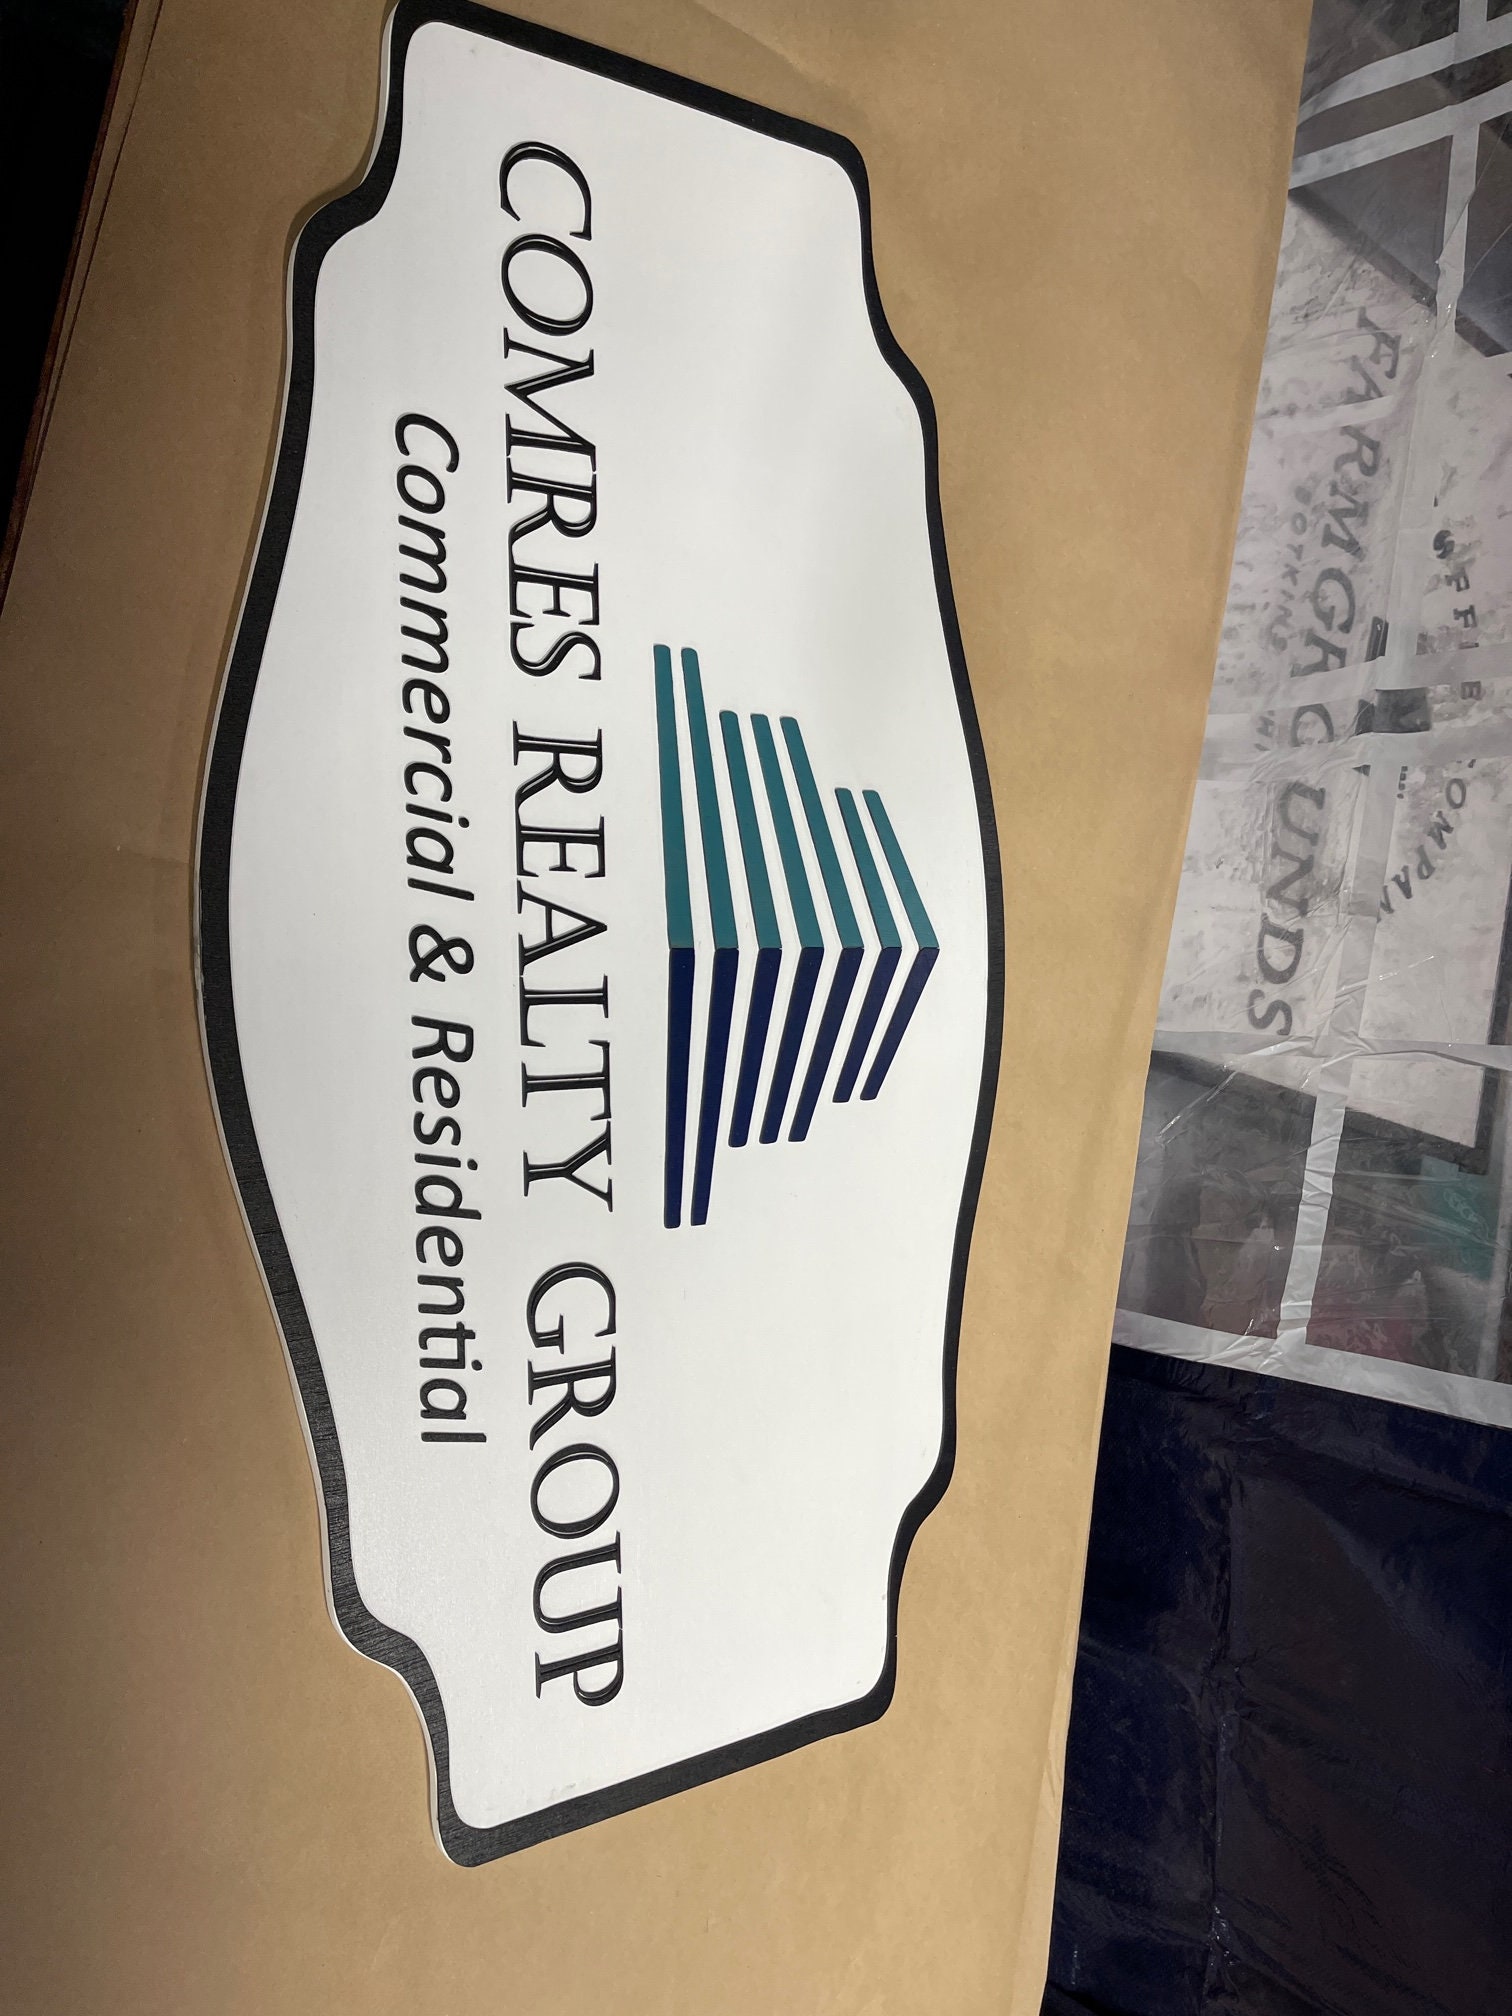 COMRES REALTY GROUP
Commercial & Residential
FARMGROUNDS